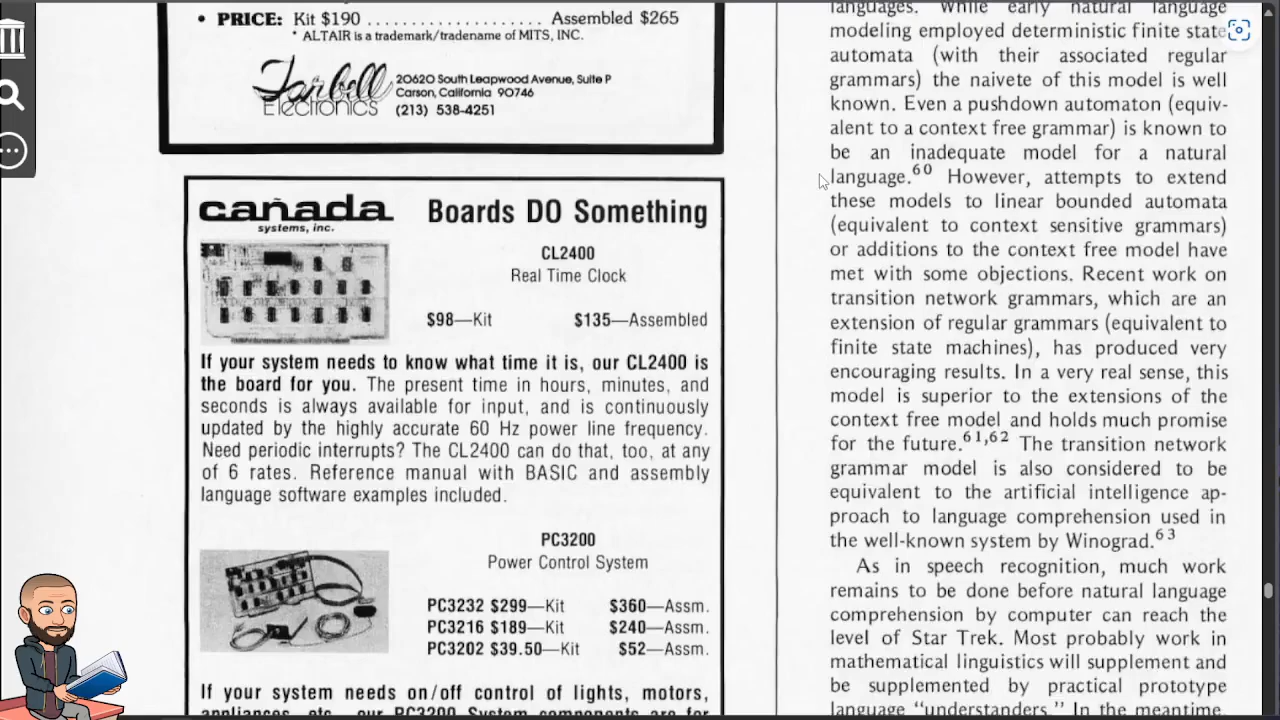 • PRICE: Kit $190 ..................... Assembled $265
* ALTAIR is a trademark/tradename of MITS, INC.
Tarbell
Electronics
20620 South Leapwood Avenue, Suite P
Carson, California 90746
(213) 538-4251
cañada
systems, inc.
Boards DO Something
CL2400
Real Time Clock
$98—Kit $135—Assembled
If your system needs to know what time it is, our CL2400 is
the board for you. The present time in hours, minutes, and
seconds is always available for input, and is continuously
updated by the highly accurate 60 Hz power line frequency.
Need periodic interrupts? The CL2400 can do that, too, at any
of 6 rates. Reference manual with BASIC and assembly
language software examples included.
PC3200
Power Control System
PC3232 $299—Kit $360—Assm.
PC3216 $189—Kit $240—Assm.
PC3202 $39.50—Kit $52—Assm.
If your system needs on/off control of lights, motors,
appliances, etc., our PC3200 System components are for
languages. While early natural language
modeling employed deterministic finite state
automata (with their associated regular
grammars) the naivete of this model is well
known. Even a pushdown automaton (equiv-
alent to a context free grammar) is known to
be an inadequate model for a natural
language.60 However, attempts to extend
these models to linear bounded automata
(equivalent to context sensitive grammars)
or additions to the context free model have
met with some objections. Recent work on
transition network grammars, which are an
extension of regular grammars (equivalent to
finite state machines), has produced very
encouraging results. In a very real sense, this
model is superior to the extensions of the
context free model and holds much promise
for the future.61,62 The transition network
grammar model is also considered to be
equivalent to the artificial intelligence ap-
proach to language comprehension used in
the well-known system by Winograd.63
As in speech recognition, much work
remains to be done before natural language
comprehension by computer can reach the
level of Star Trek. Most probably work in
mathematical linguistics will supplement and
be supplemented by practical prototype
language "understanders." In the meantime,